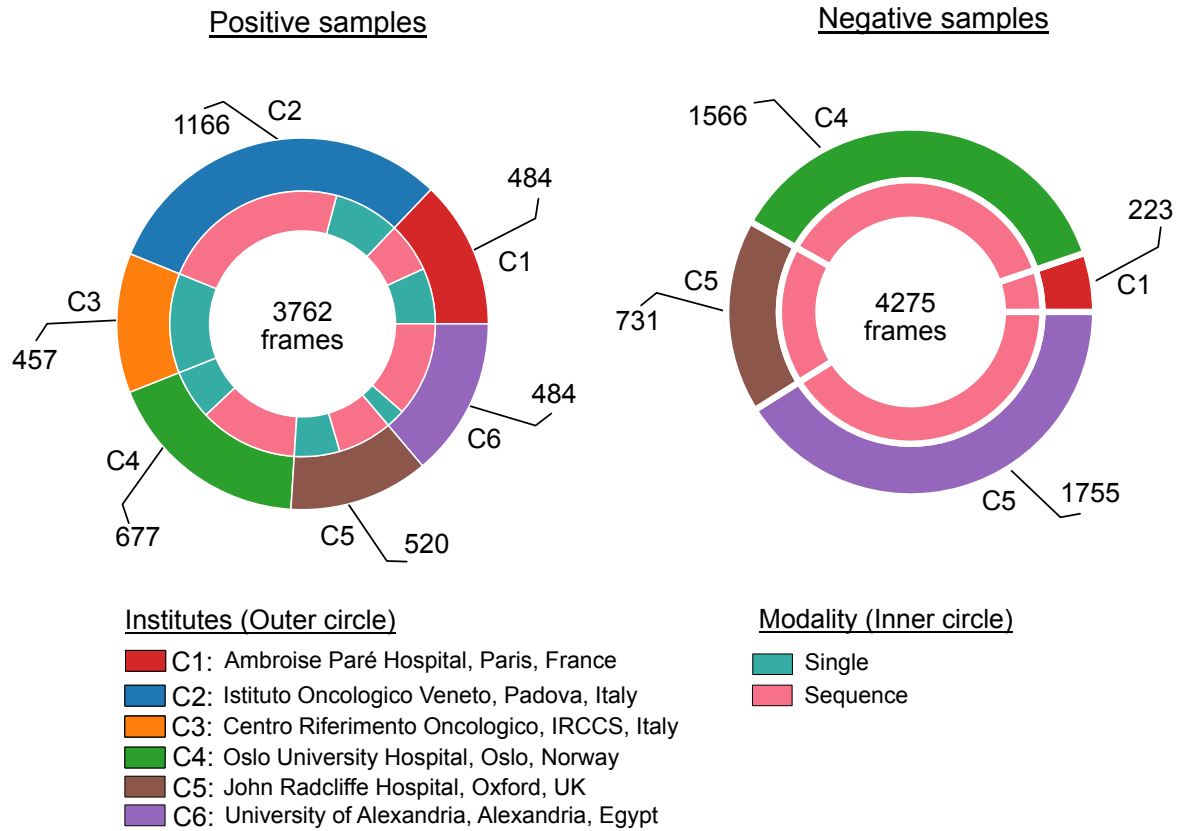 Positive samples
Negative samples
1166
C2
484
C1
C3
457
3762
frames
C4
677
C5
520
C6
484
1566
C4
223
C1
C5
731
4275
frames
C5
1755
Institutes (Outer circle)
C1: Ambroise Paré Hospital, Paris, France
C2: Istituto Oncologico Veneto, Padova, Italy
C3: Centro Riferimento Oncologico, IRCCS, Italy
C4: Oslo University Hospital, Oslo, Norway
C5: John Radcliffe Hospital, Oxford, UK
C6: University of Alexandria, Alexandria, Egypt
Modality (Inner circle)
Single
Sequence